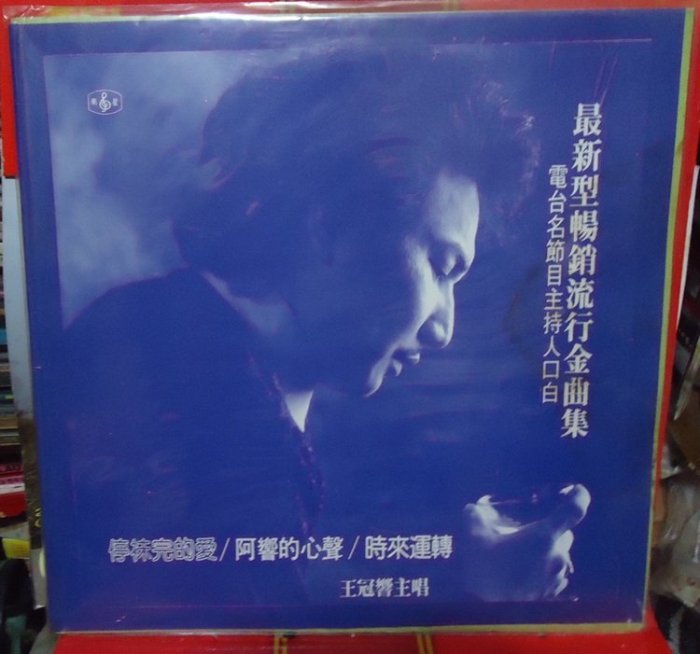 樂星
最新型暢銷流行金曲集
電台名節目主持人口白
停袜完的愛/阿響的心聲/時來運轉
王冠響主唱